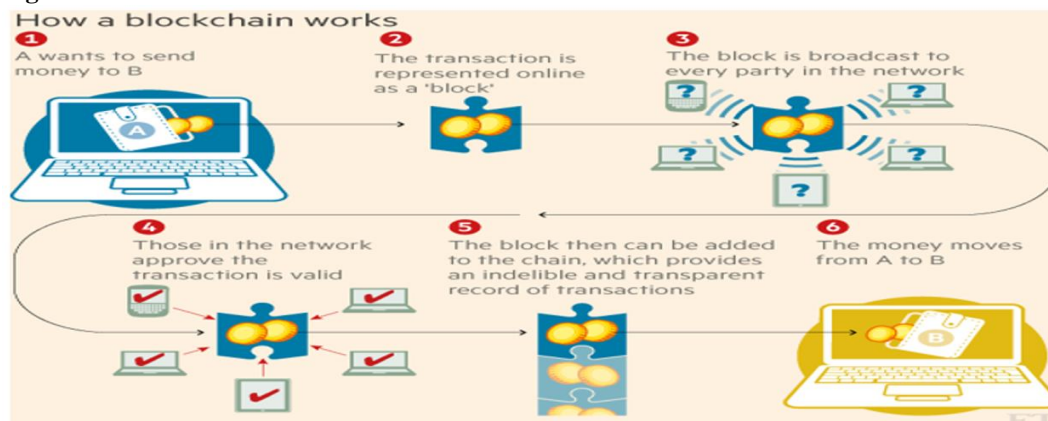 How a blockchain works
1
A wants to send
money to B
2
The transaction is
represented online
as a 'block'
3
The block is broadcast to
every party in the network
A
?
?
?
?
?
4
Those in the network
approve the
transaction is valid
5
The block then can be added
to the chain, which provides
an indelible and transparent
record of transactions
6
The money moves
from A to B
B